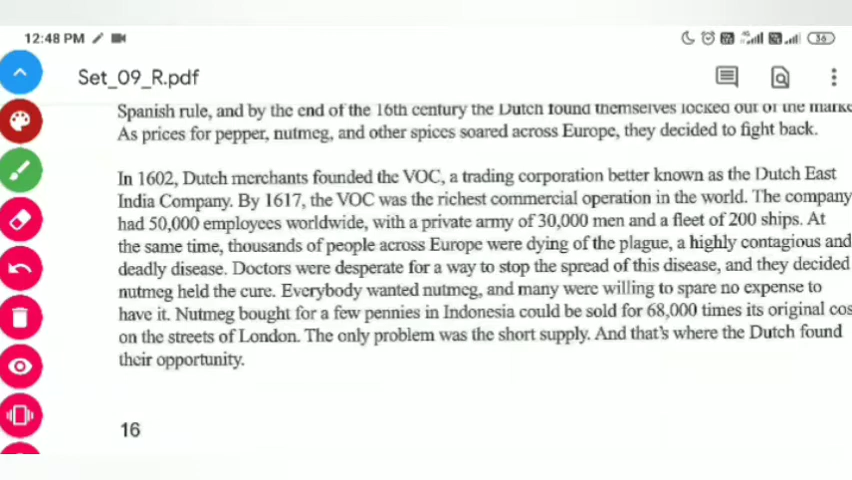 12:48 PM
36
Set_09_R.pdf
Spanish rule, and by the end of the 16th century the Dutch found themselves locked out of the marke
As prices for pepper, nutmeg, and other spices soared across Europe, they decided to fight back.
In 1602, Dutch merchants founded the VOC, a trading corporation better known as the Dutch East
India Company. By 1617, the VOC was the richest commercial operation in the world. The company
had 50,000 employees worldwide, with a private army of 30,000 men and a fleet of 200 ships. At
the same time, thousands of people across Europe were dying of the plague, a highly contagious and
deadly disease. Doctors were desperate for a way to stop the spread of this disease, and they decided
nutmeg held the cure. Everybody wanted nutmeg, and many were willing to spare no expense to
have it. Nutmeg bought for a few pennies in Indonesia could be sold for 68,000 times its original cos
on the streets of London. The only problem was the short supply. And that's where the Dutch found
their opportunity.
16